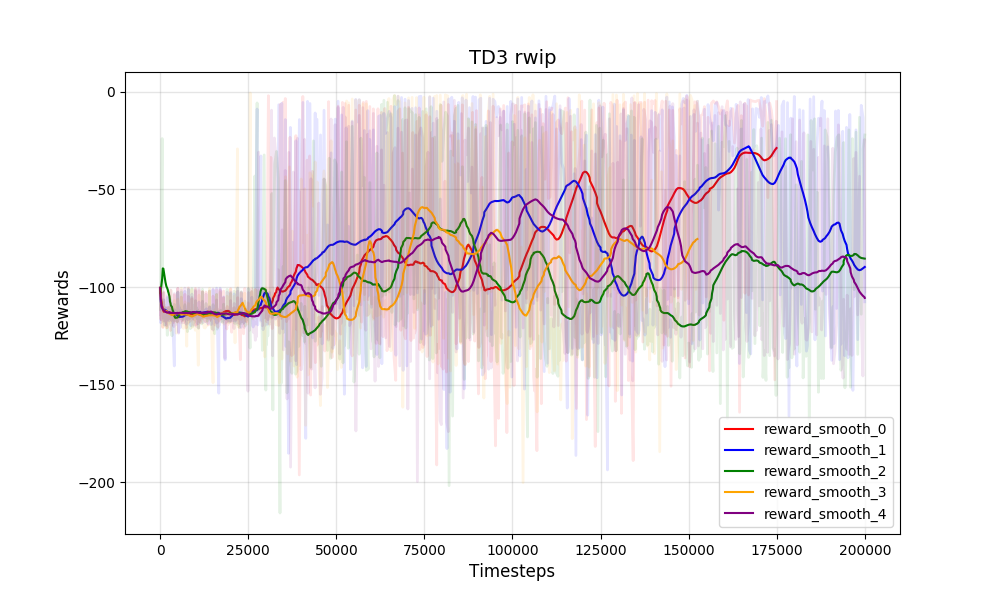 TD3 rwip
Rewards
0
−50
−100
−150
−200
0 25000 50000 75000 100000 125000 150000 175000 200000
Timesteps
reward_smooth_0
reward_smooth_1
reward_smooth_2
reward_smooth_3
reward_smooth_4